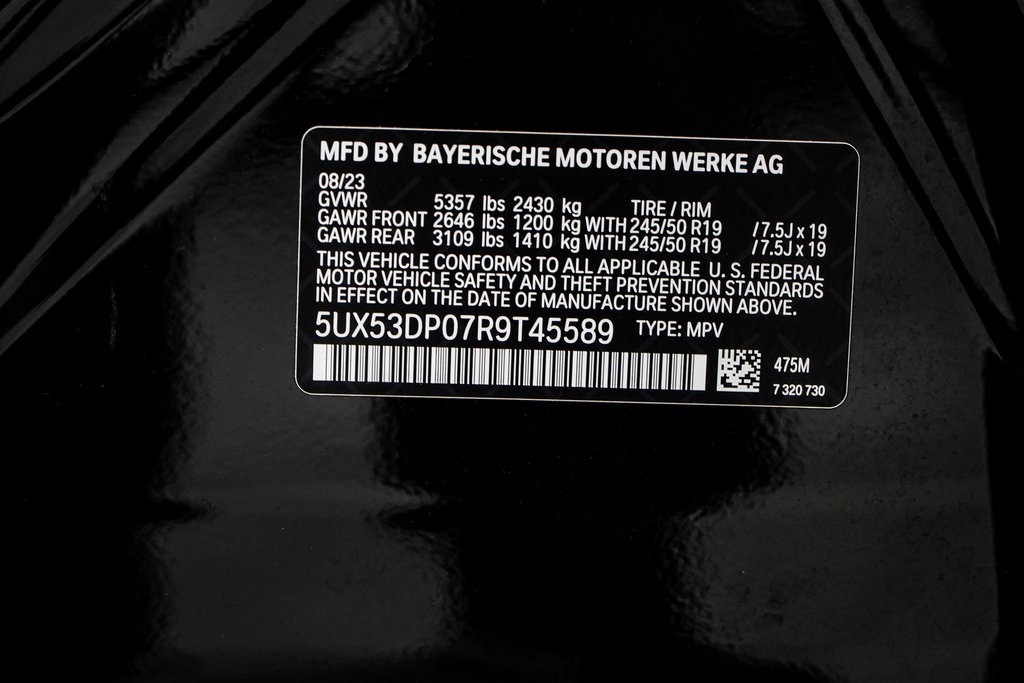 MFD BY BAYERISCHE MOTOREN WERKE AG
08/23
GVWR 5357 lbs 2430 kg TIRE / RIM
GAWR FRONT 2646 lbs 1200 kg WITH 245/50 R19 / 7.5J x 19
GAWR REAR 3109 lbs 1410 kg WITH 245/50 R19 / 7.5J x 19
THIS VEHICLE CONFORMS TO ALL APPLICABLE U. S. FEDERAL
MOTOR VEHICLE SAFETY AND THEFT PREVENTION STANDARDS
IN EFFECT ON THE DATE OF MANUFACTURE SHOWN ABOVE.
5UX53DP07R9T45589 TYPE: MPV
475M
7 320 730